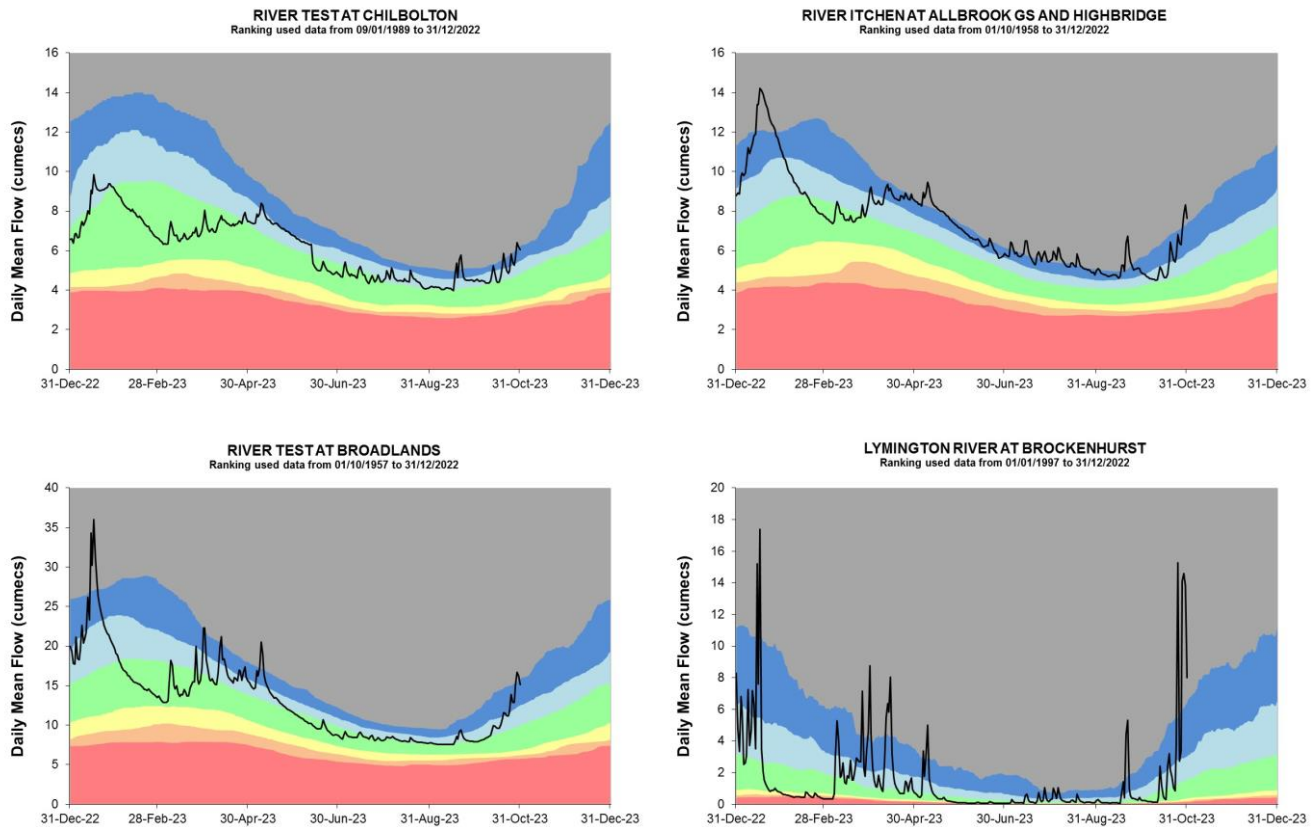 RIVER TEST AT CHILBOLTON
Ranking used data from 09/01/1989 to 31/12/2022
Daily Mean Flow (cumecs)
16
14
12
10
8
6
4
2
0
31-Dec-22 28-Feb-23 30-Apr-23 30-Jun-23 31-Aug-23 31-Oct-23 31-Dec-23
RIVER ITCHEN AT ALLBROOK GS AND HIGHBRIDGE
Ranking used data from 01/10/1958 to 31/12/2022
Daily Mean Flow (cumecs)
16
14
12
10
8
6
4
2
0
31-Dec-22 28-Feb-23 30-Apr-23 30-Jun-23 31-Aug-23 31-Oct-23 31-Dec-23
RIVER TEST AT BROADLANDS
Ranking used data from 01/10/1957 to 31/12/2022
Daily Mean Flow (cumecs)
40
35
30
25
20
15
10
5
0
31-Dec-22 28-Feb-23 30-Apr-23 30-Jun-23 31-Aug-23 31-Oct-23 31-Dec-23
LYMINGTON RIVER AT BROCKENHURST
Ranking used data from 01/01/1997 to 31/12/2022
Daily Mean Flow (cumecs)
20
18
16
14
12
10
8
6
4
2
0
31-Dec-22 28-Feb-23 30-Apr-23 30-Jun-23 31-Aug-23 31-Oct-23 31-Dec-23